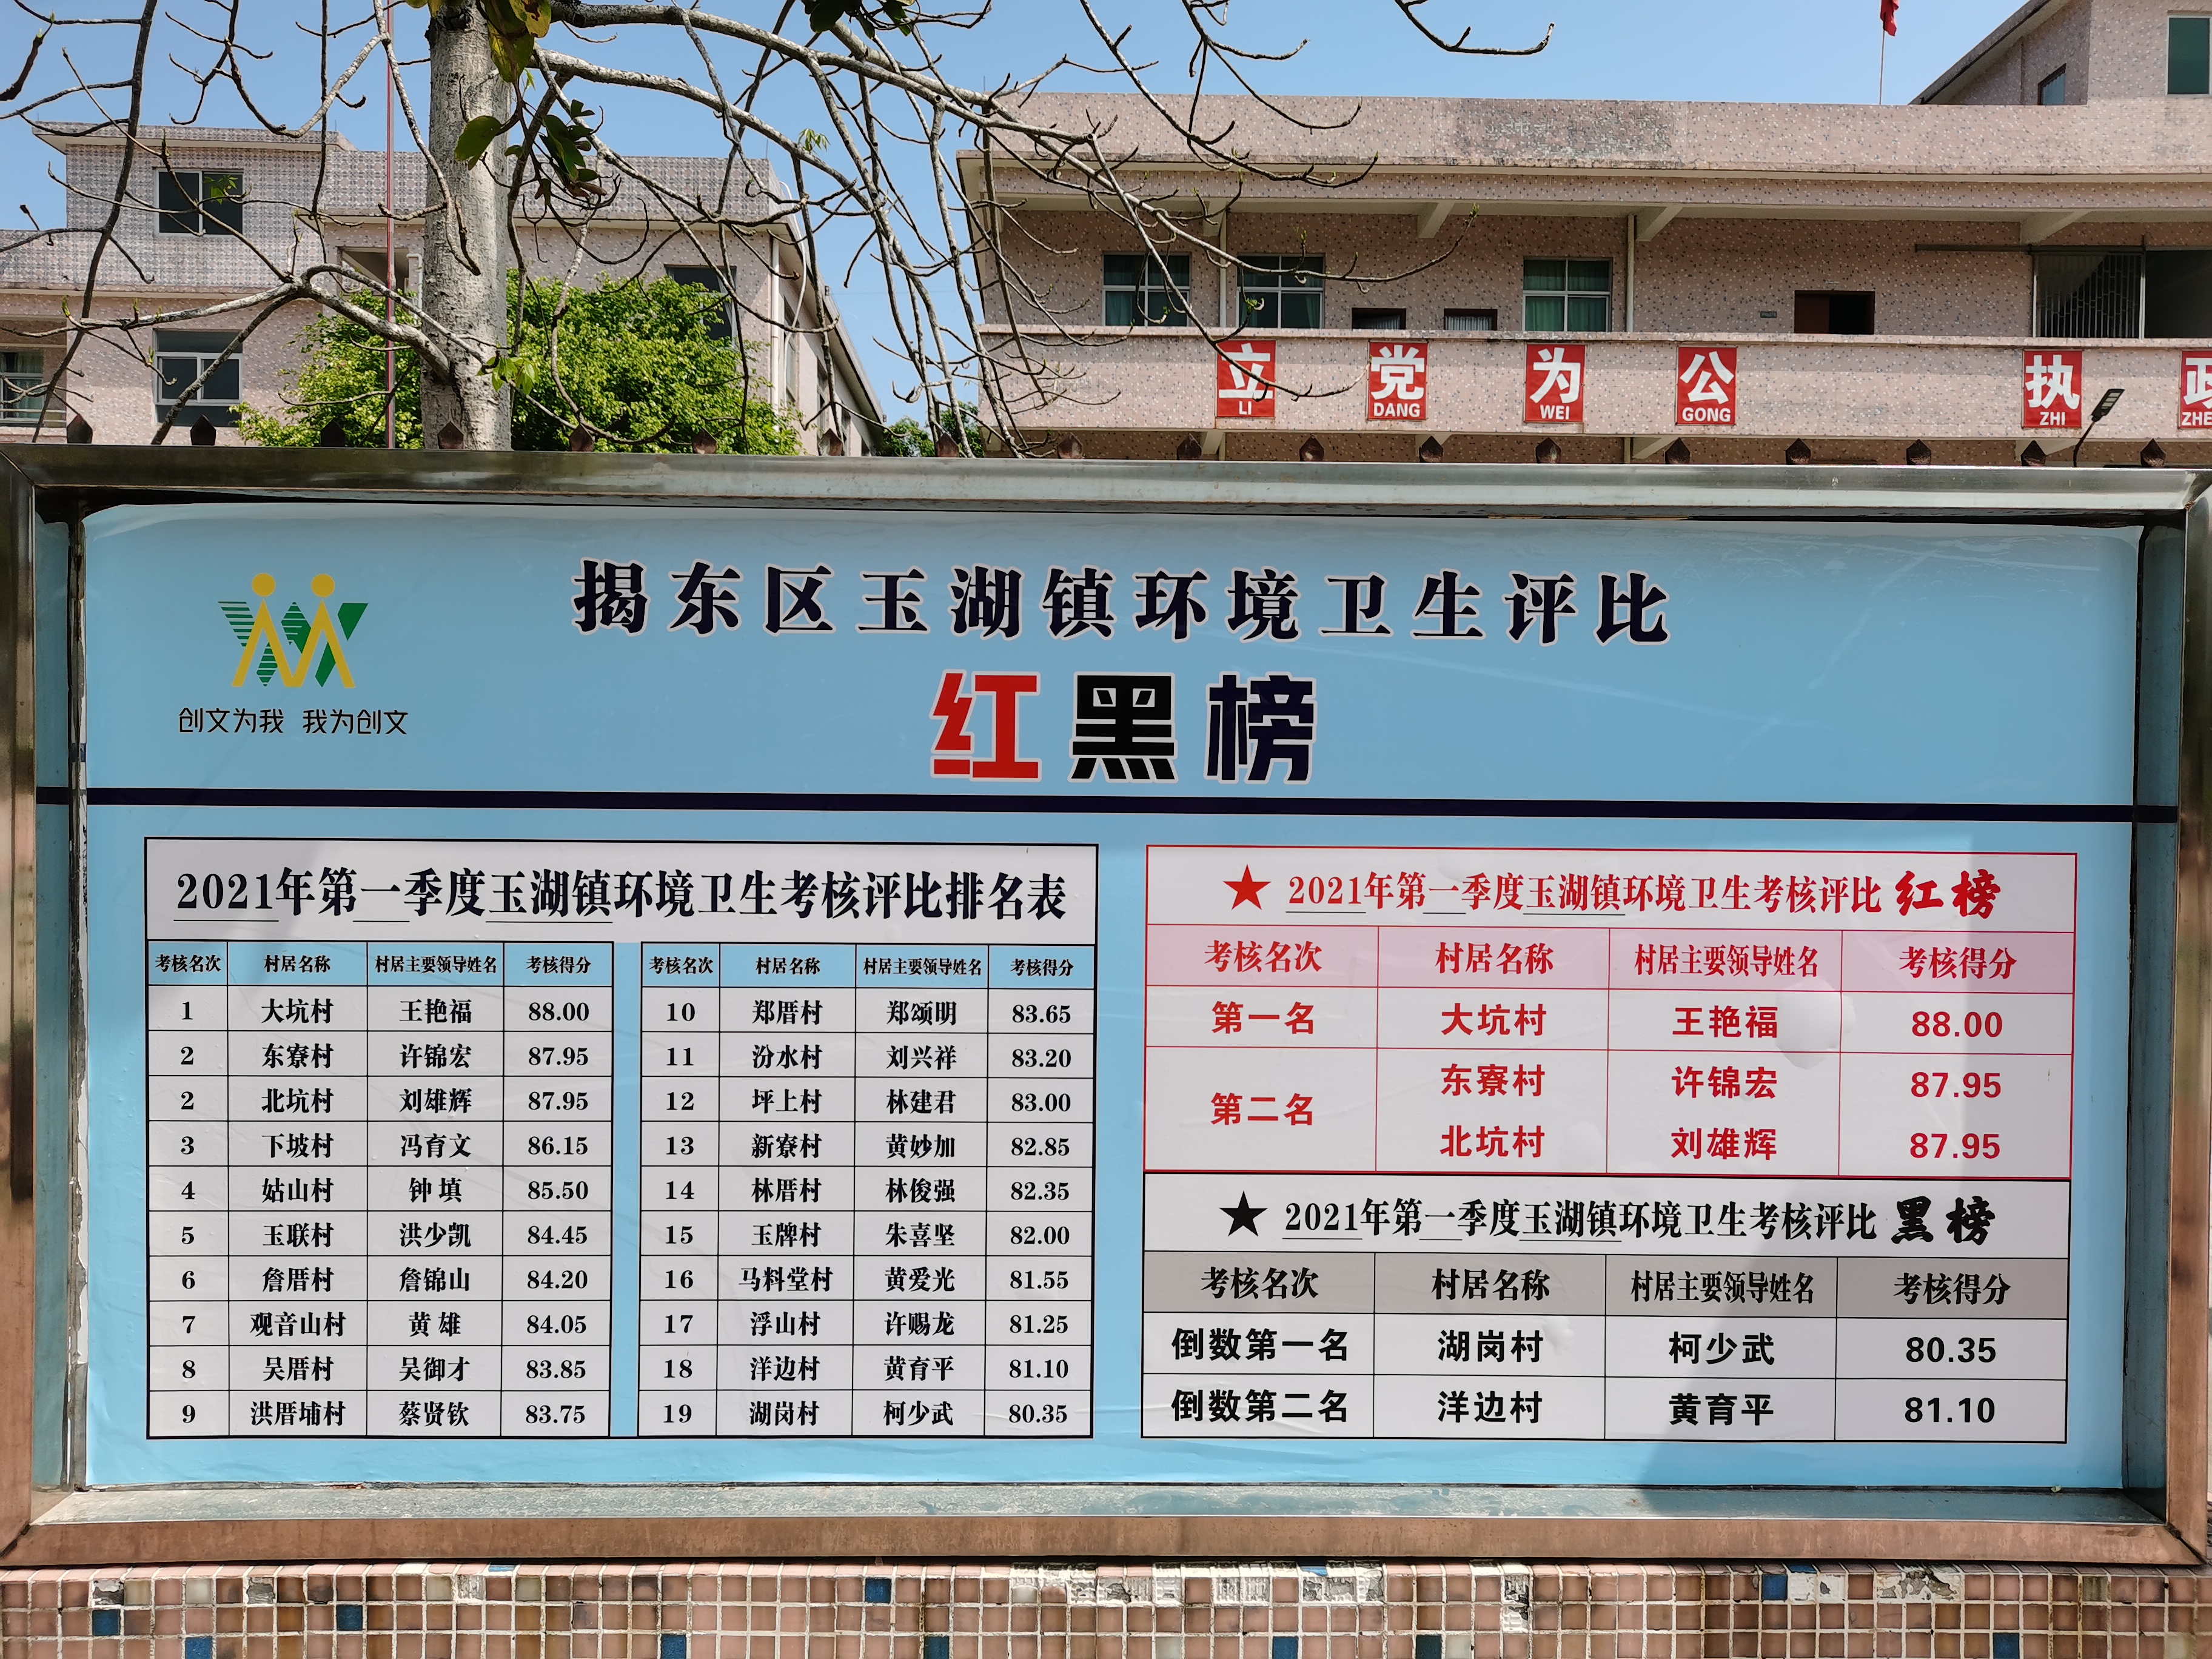 立 党 为 公 执 政
LI DANG WEI GONG ZHI ZHE
揭东区玉湖镇环境卫生评比
红黑榜
创文为我 我为创文
2021年第一季度玉湖镇环境卫生考核评比排名表
考核名次 村居名称 村居主要领导姓名 考核得分
1 大坑村 王艳福 88.00
2 东寮村 许锦宏 87.95
2 北坑村 刘雄辉 87.95
3 下坡村 冯育文 86.15
4 姑山村 钟填 85.50
5 玉联村 洪少凯 84.45
6 詹厝村 詹锦山 84.20
7 观音山村 黄雄 84.05
8 吴厝村 吴御才 83.85
9 洪厝埔村 蔡贤钦 83.75
考核名次 村居名称 村居主要领导姓名 考核得分
10 郑厝村 郑颂明 83.65
11 汾水村 刘兴祥 83.20
12 坪上村 林建君 83.00
13 新寮村 黄妙加 82.85
14 林厝村 林俊强 82.35
15 玉牌村 朱喜坚 82.00
16 马料堂村 黄爱光 81.55
17 浮山村 许赐龙 81.25
18 洋边村 黄育平 81.10
19 湖岗村 柯少武 80.35
★ 2021年第一季度玉湖镇环境卫生考核评比 红榜
考核名次 村居名称 村居主要领导姓名 考核得分
第一名 大坑村 王艳福 88.00
第二名 东寮村 许锦宏 87.95
北坑村 刘雄辉 87.95
★ 2021年第一季度玉湖镇环境卫生考核评比 黑榜
考核名次 村居名称 村居主要领导姓名 考核得分
倒数第一名 湖岗村 柯少武 80.35
倒数第二名 洋边村 黄育平 81.10